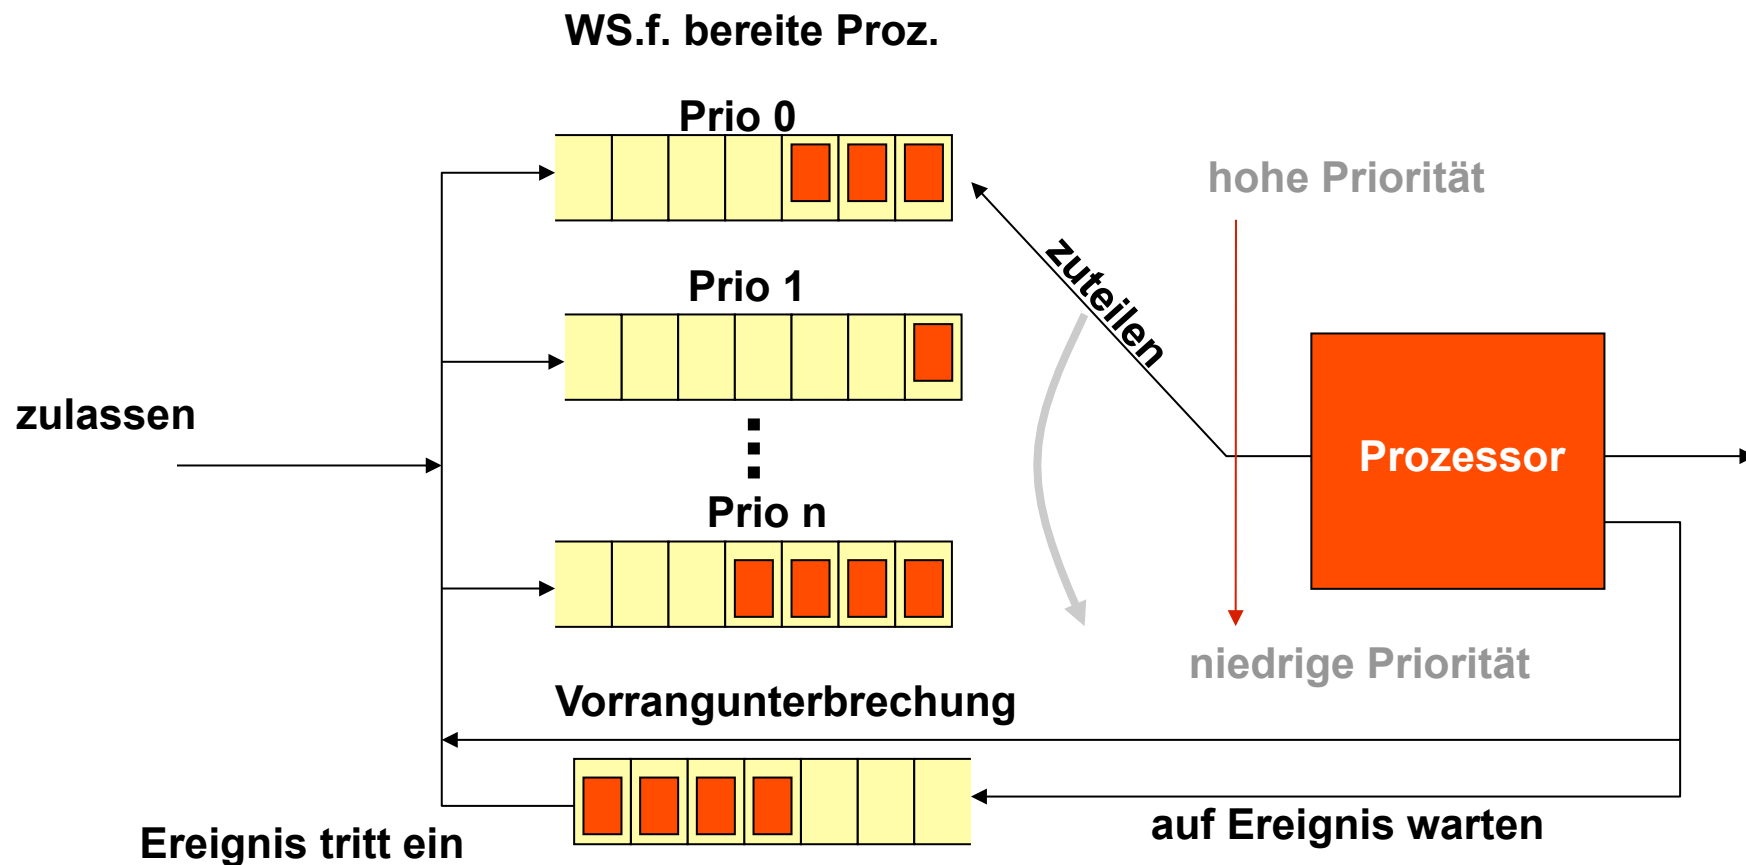 WS.f. bereite Proz.
Prio 0
hohe Priorität
zuteilen
Prio 1
zulassen
Prozessor
Prio n
niedrige Priorität
Vorrangunterbrechung
auf Ereignis warten
Ereignis tritt ein